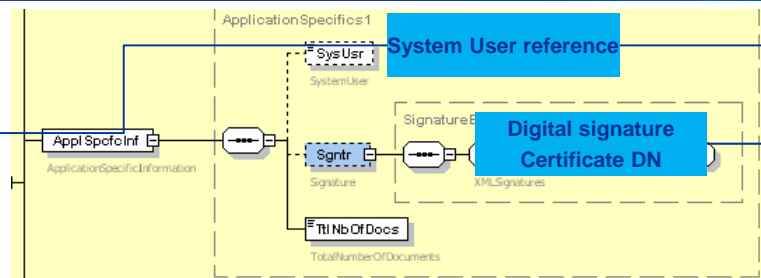 ApplicationSpecifics1
System User reference
SysUsr
SystemUser
Digital signature
Certificate DN
ApplSpcfcInf
ApplicationSpecificInformation
Sgntr
Signature
XMLSignatures
TtlNbOfDocs
TotalNumberOfDocuments